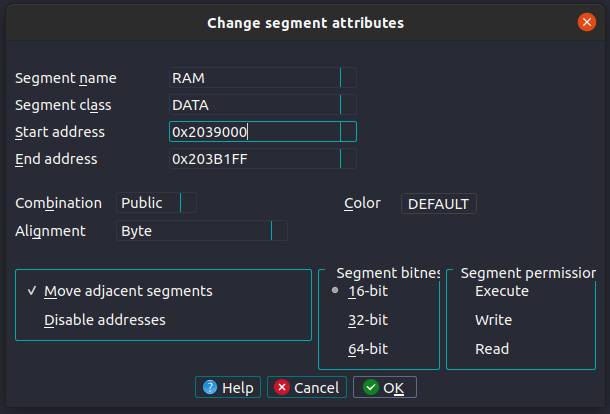 Change segment attributes
Segment name RAM
Segment class DATA
Start address 0x2039000
End address 0x203B1FF
Combination Public Color DEFAULT
Alignment Byte
Segment bitnes Segment permission
Move adjacent segments 16-bit Execute
Disable addresses 32-bit Write
64-bit Read
Help Cancel OK